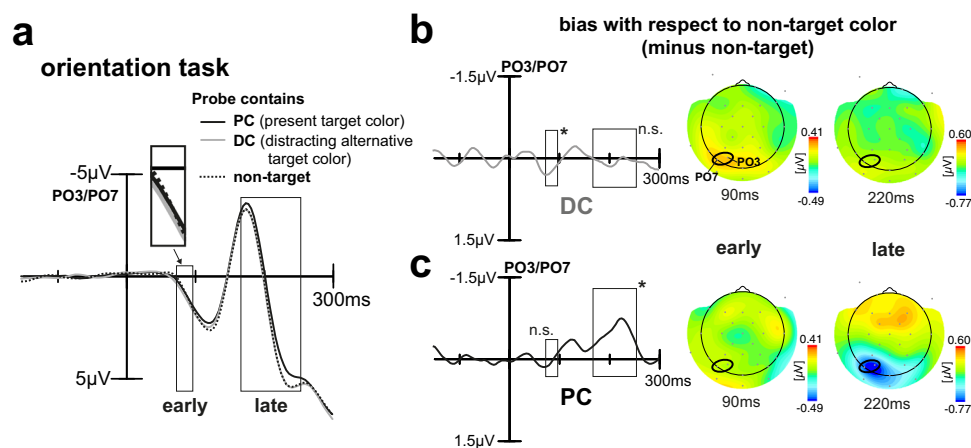 a
orientation task
Probe contains
PC (present target color)
DC (distracting alternative
target color)
non-target
-5µV
PO3/PO7
300ms
5µV
early
late
b
bias with respect to non-target color
(minus non-target)
-1.5µV
PO3/PO7
*
n.s.
300ms
DC
1.5µV
PO7
PO3
90ms
0.41
[µV]
-0.49
220ms
0.60
[µV]
-0.77
early
late
c
-1.5µV
PO3/PO7
n.s.
*
300ms
PC
1.5µV
90ms
0.41
[µV]
-0.49
220ms
0.60
[µV]
-0.77